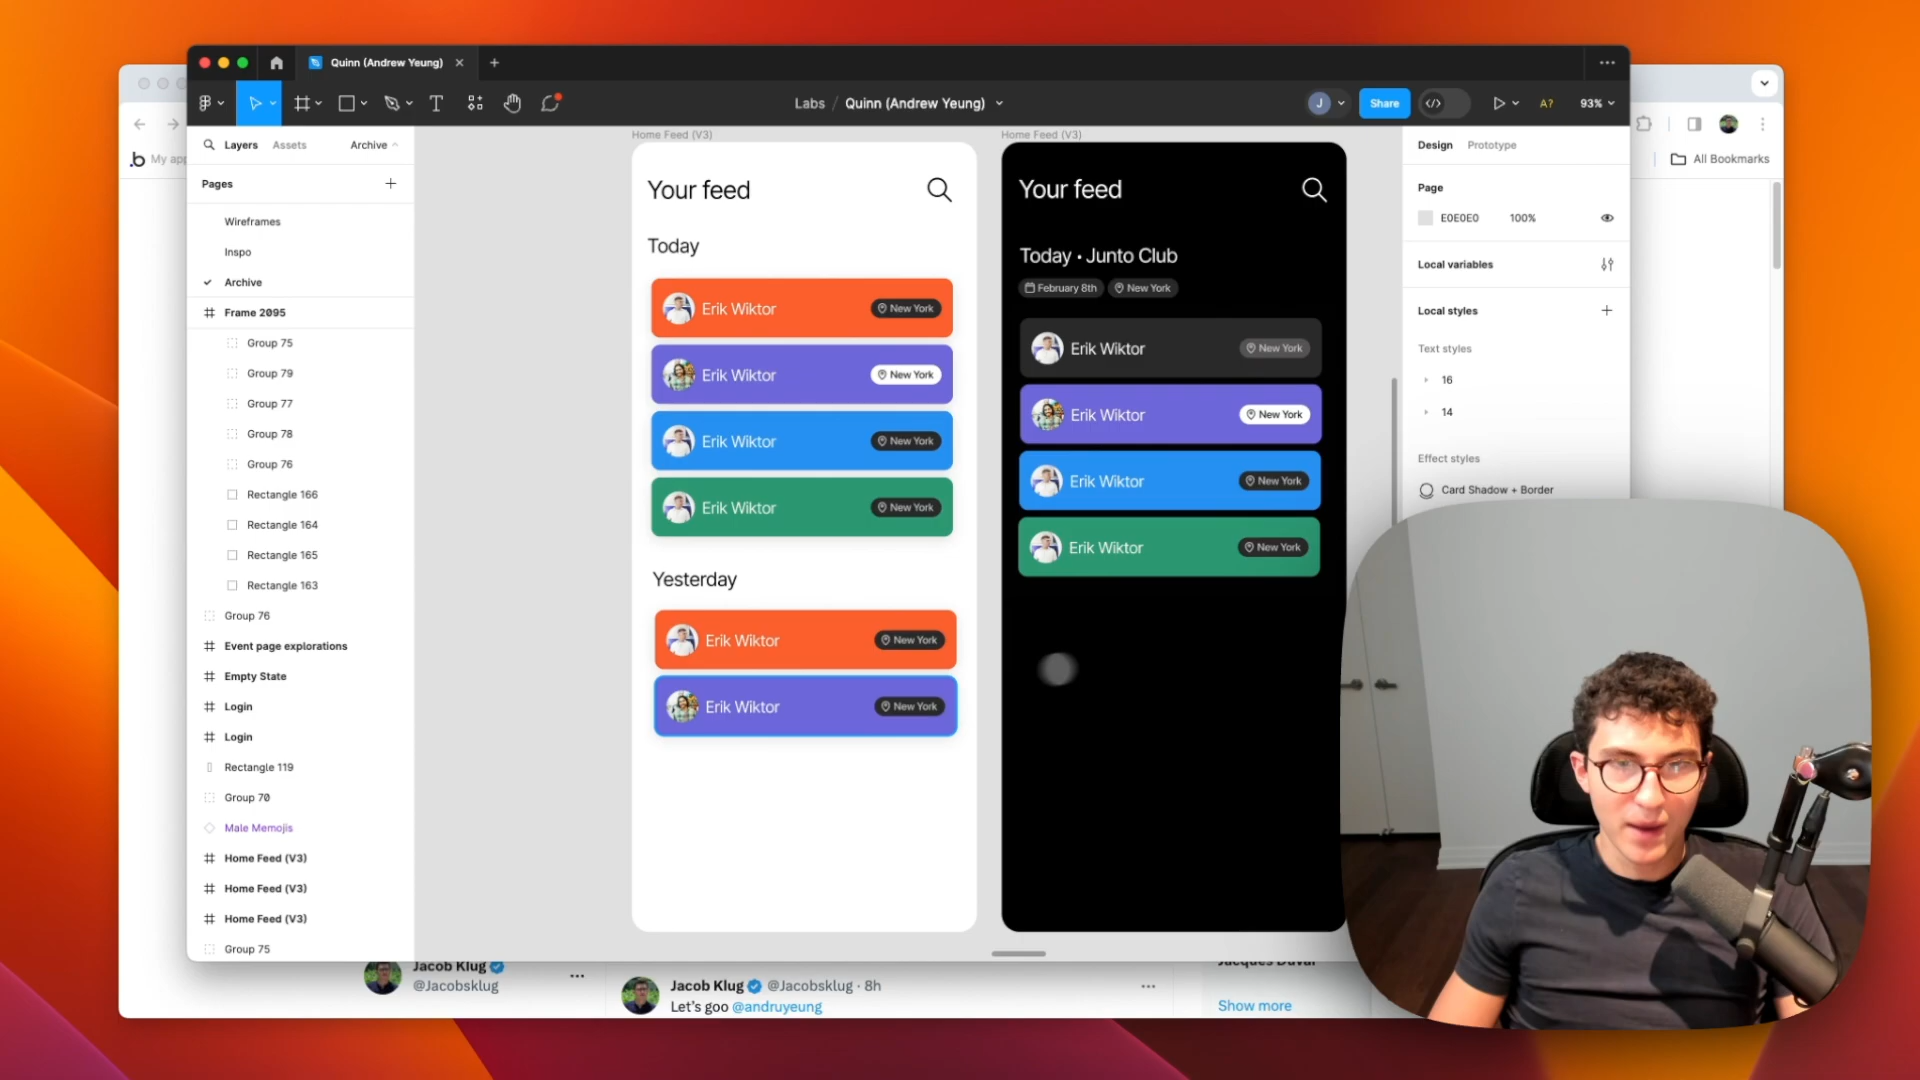 Quinn (Andrew Yeung)
Labs / Quinn (Andrew Yeung)
J
Share
A?
93%
My app
All Bookmarks
Layers
Assets
Archive
Pages
Wireframes
Inspo
Archive
Frame 2095
Group 75
Group 79
Group 77
Group 78
Group 76
Rectangle 166
Rectangle 164
Rectangle 165
Rectangle 163
Group 76
Event page explorations
Empty State
Login
Login
Rectangle 119
Group 70
Male Memojis
Home Feed (V3)
Home Feed (V3)
Home Feed (V3)
Group 75
Home Feed (V3)
Your feed
Today
Erik Wiktor
New York
Erik Wiktor
New York
Erik Wiktor
New York
Erik Wiktor
New York
Yesterday
Erik Wiktor
New York
Erik Wiktor
New York
Home Feed (V3)
Your feed
Today • Junto Club
February 8th
New York
Erik Wiktor
New York
Erik Wiktor
New York
Erik Wiktor
New York
Erik Wiktor
New York
Design
Prototype
Page
E0E0E0
100%
Local variables
Local styles
Text styles
16
14
Effect styles
Card Shadow + Border
Jacob Klug
@Jacobsklug
Jacob Klug @Jacobsklug · 8h
Let's goo @andruyeung
Show more